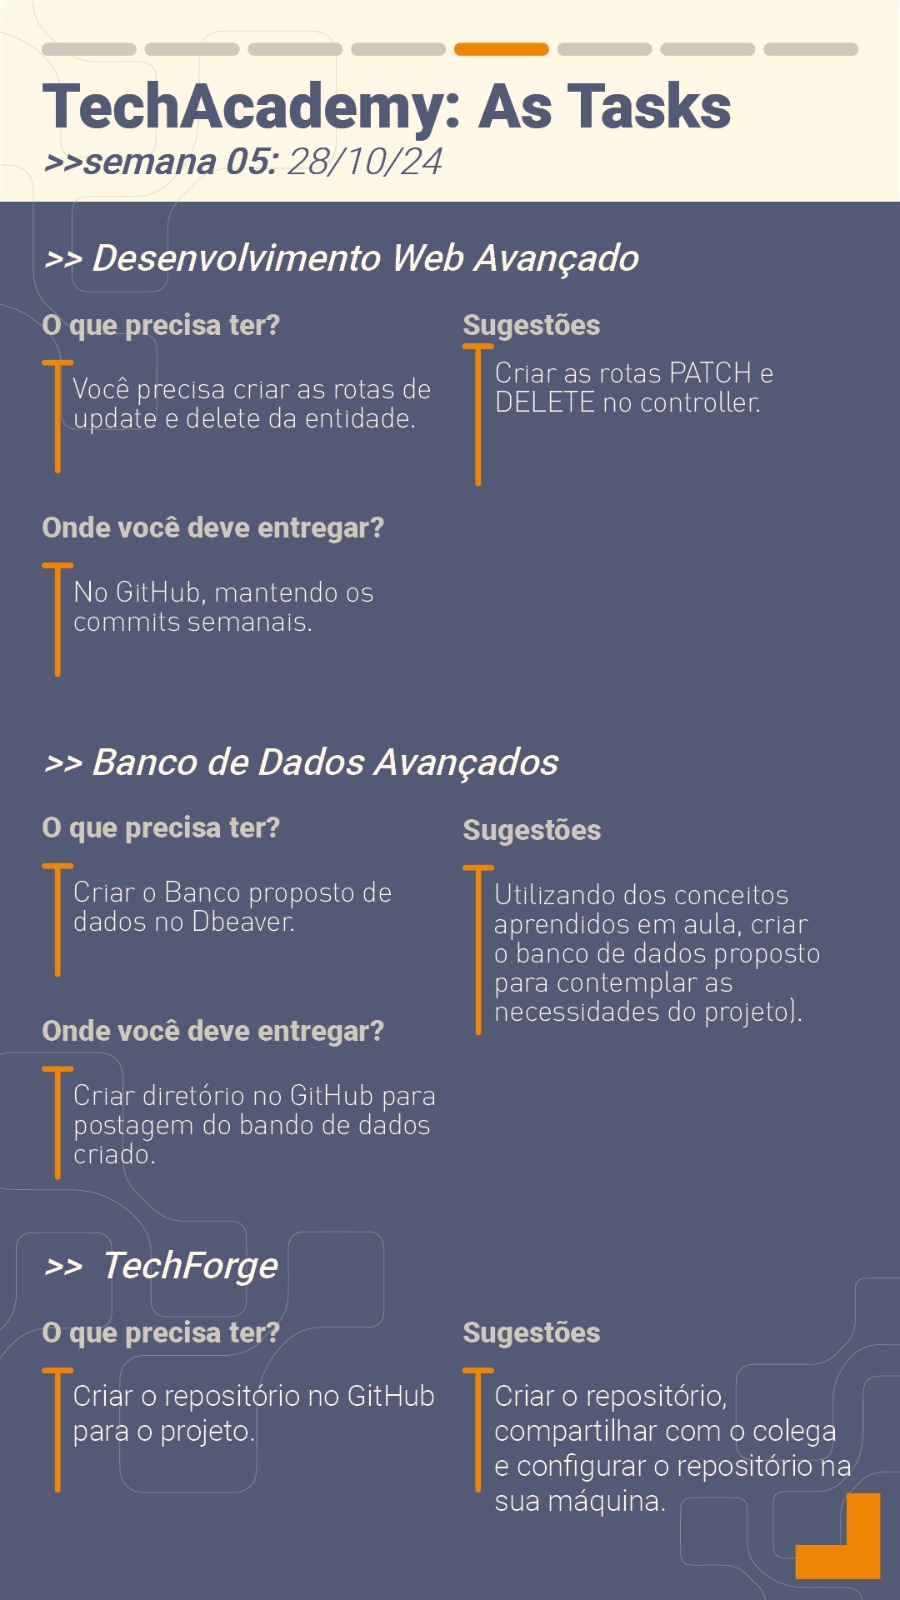 TechAcademy: As Tasks
>>semana 05: 28/10/24
>> Desenvolvimento Web Avançado
O que precisa ter?
Você precisa criar as rotas de
update e delete da entidade.
Sugestões
Criar as rotas PATCH e
DELETE no controller.
Onde você deve entregar?
No GitHub, mantendo os
commits semanais.
>> Banco de Dados Avançados
O que precisa ter?
Criar o Banco proposto de
dados no Dbeaver.
Sugestões
Utilizando dos conceitos
aprendidos em aula, criar
o banco de dados proposto
para contemplar as
necessidades do projeto).
Onde você deve entregar?
Criar diretório no GitHub para
postagem do bando de dados
criado.
>> TechForge
O que precisa ter?
Criar o repositório no GitHub
para o projeto.
Sugestões
Criar o repositório,
compartilhar com o colega
e configurar o repositório na
sua máquina.